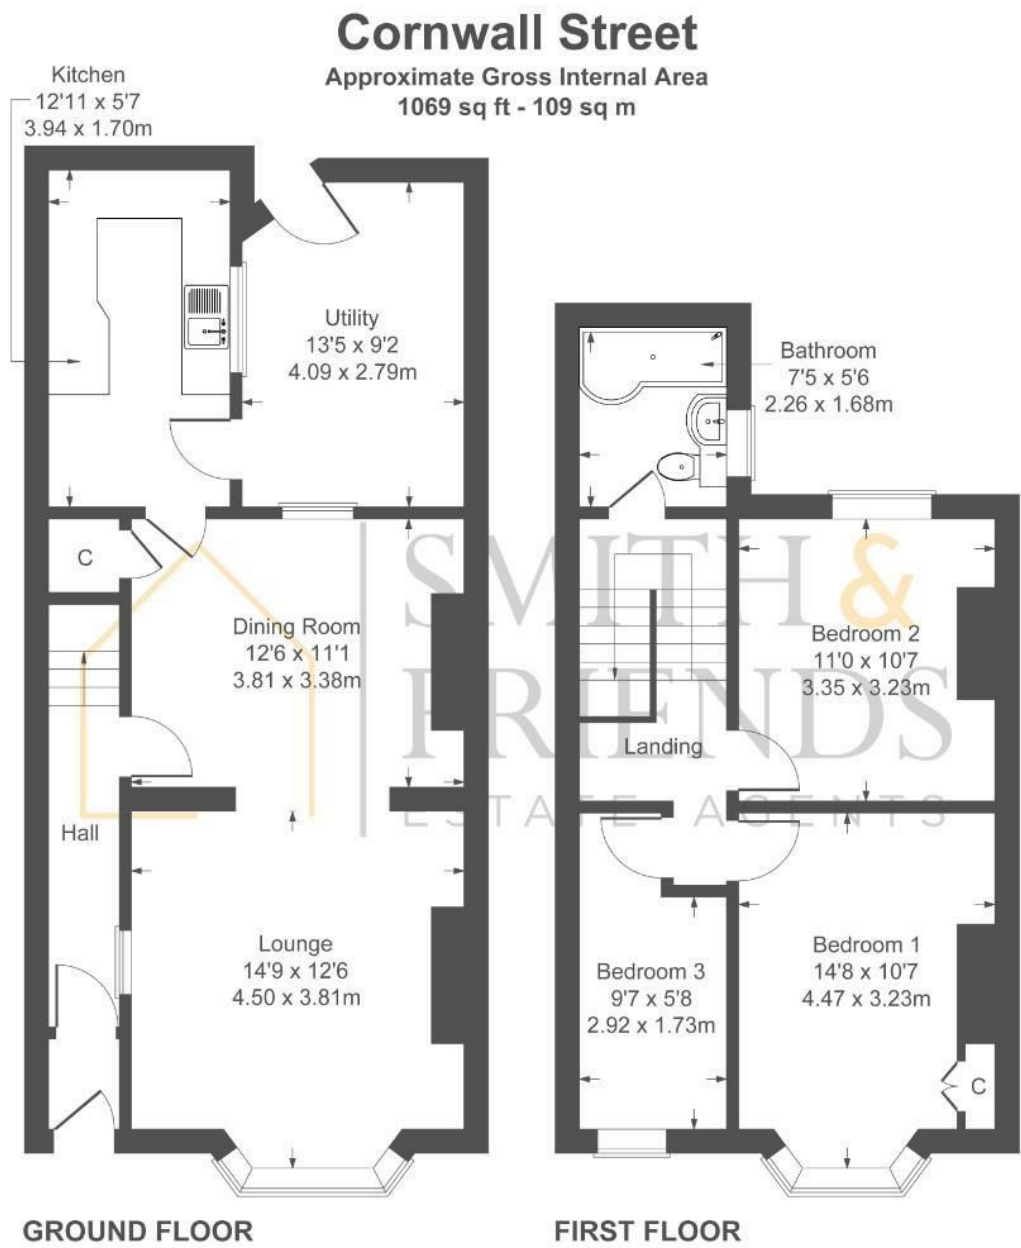 Cornwall Street
Approximate Gross Internal Area
1069 sq ft - 109 sq m
Kitchen
12'11 x 5'7
3.94 x 1.70m
Utility
13'5 x 9'2
4.09 x 2.79m
C
Dining Room
12'6 x 11'1
3.81 x 3.38m
Hall
Lounge
14'9 x 12'6
4.50 x 3.81m
GROUND FLOOR
Bathroom
7'5 x 5'6
2.26 x 1.68m
Bedroom 2
11'0 x 10'7
3.35 x 3.23m
Landing
Bedroom 3
9'7 x 5'8
2.92 x 1.73m
Bedroom 1
14'8 x 10'7
4.47 x 3.23m
C
FIRST FLOOR
SMITH &
FRIENDS
ESTATE AGENTS